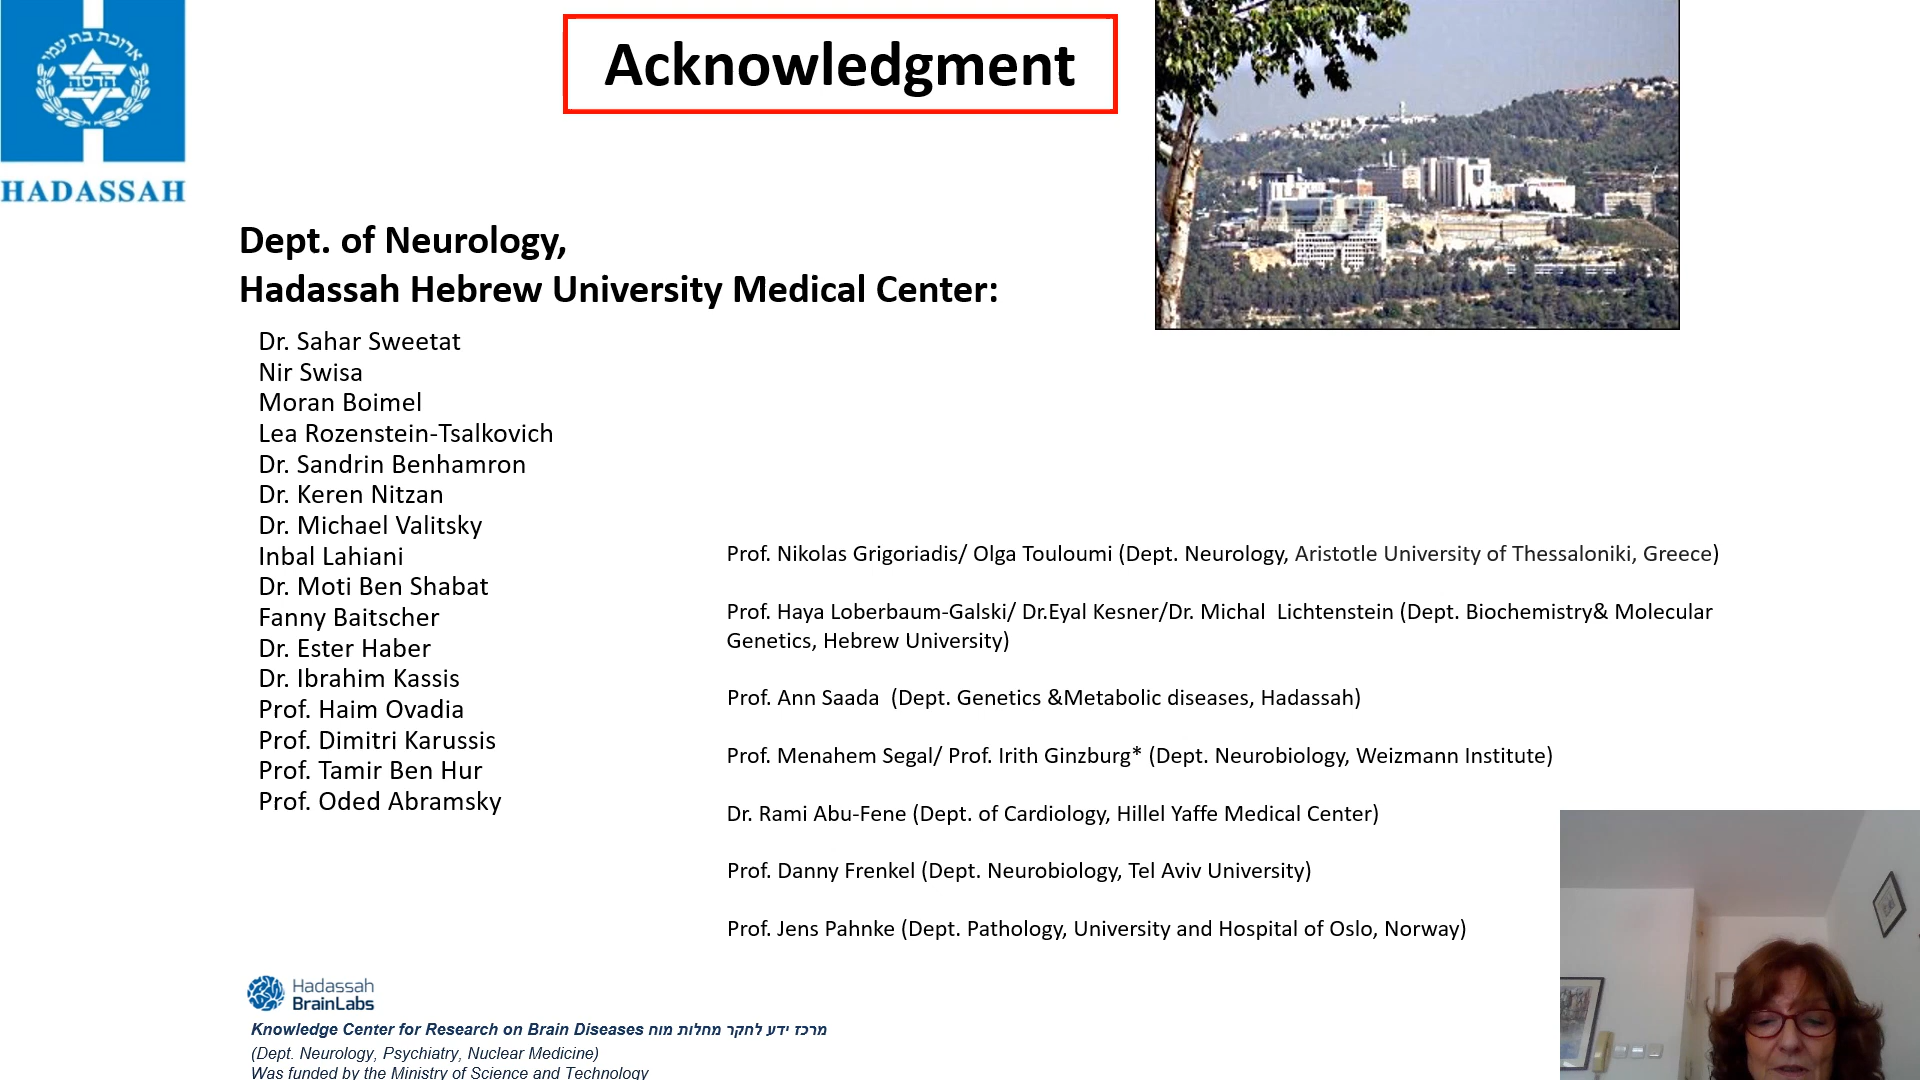 ארוכת בת עמי
הדסה
HADASSAH
Acknowledgment
Dept. of Neurology,
Hadassah Hebrew University Medical Center:
Dr. Sahar Sweetat
Nir Swisa
Moran Boimel
Lea Rozenstein-Tsalkovich
Dr. Sandrin Benhamron
Dr. Keren Nitzan
Dr. Michael Valitsky
Inbal Lahiani
Dr. Moti Ben Shabat
Fanny Baitscher
Dr. Ester Haber
Dr. Ibrahim Kassis
Prof. Haim Ovadia
Prof. Dimitri Karussis
Prof. Tamir Ben Hur
Prof. Oded Abramsky
Prof. Nikolas Grigoriadis/ Olga Touloumi (Dept. Neurology, Aristotle University of Thessaloniki, Greece)
Prof. Haya Loberbaum-Galski/ Dr.Eyal Kesner/Dr. Michal  Lichtenstein (Dept. Biochemistry& Molecular
Genetics, Hebrew University)
Prof. Ann Saada  (Dept. Genetics &Metabolic diseases, Hadassah)
Prof. Menahem Segal/ Prof. Irith Ginzburg* (Dept. Neurobiology, Weizmann Institute)
Dr. Rami Abu-Fene (Dept. of Cardiology, Hillel Yaffe Medical Center)
Prof. Danny Frenkel (Dept. Neurobiology, Tel Aviv University)
Prof. Jens Pahnke (Dept. Pathology, University and Hospital of Oslo, Norway)
Hadassah
BrainLabs
Knowledge Center for Research on Brain Diseases מרכז ידע לחקר מחלות מוח
(Dept. Neurology, Psychiatry, Nuclear Medicine)
Was funded by the Ministry of Science and Technology